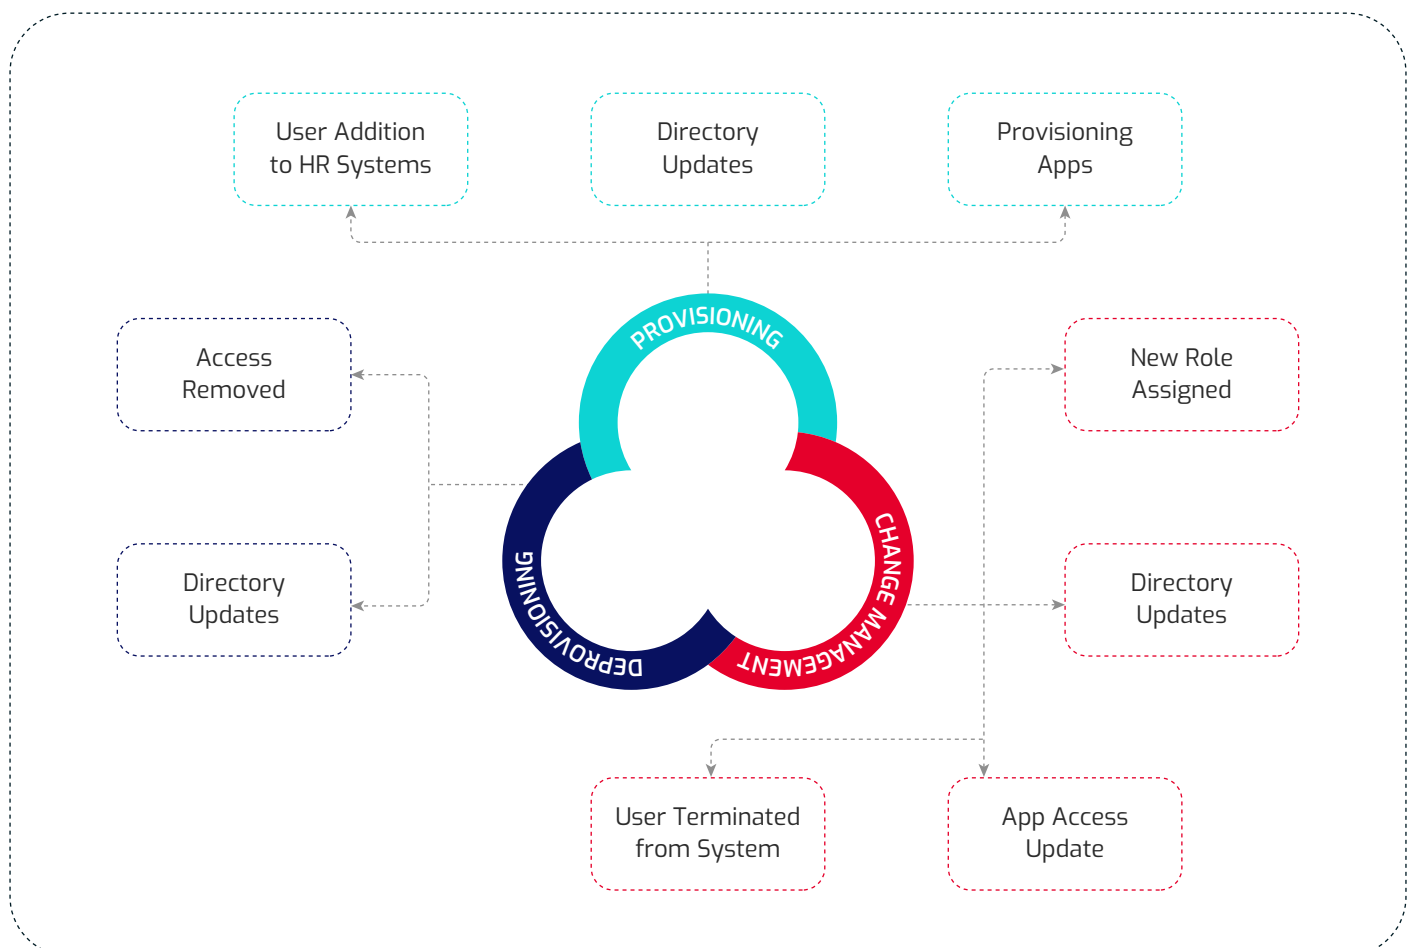 User Addition
to HR Systems
Directory
Updates
Provisioning
Apps
PROVISIONING
Access
Removed
New Role
Assigned
CHANGE MANAGEMENT
DEPROVISIONING
Directory
Updates
Directory
Updates
User Terminated
from System
App Access
Update